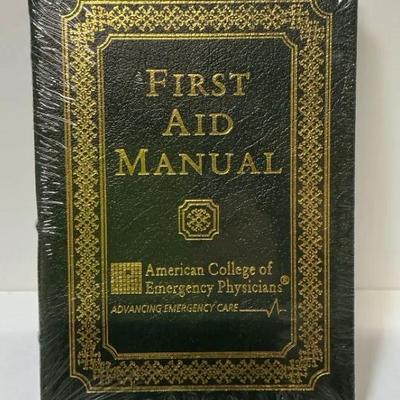 FIRST
AID
MANUAL
American College of
Emergency Physicians®
ADVANCING EMERGENCY CARE